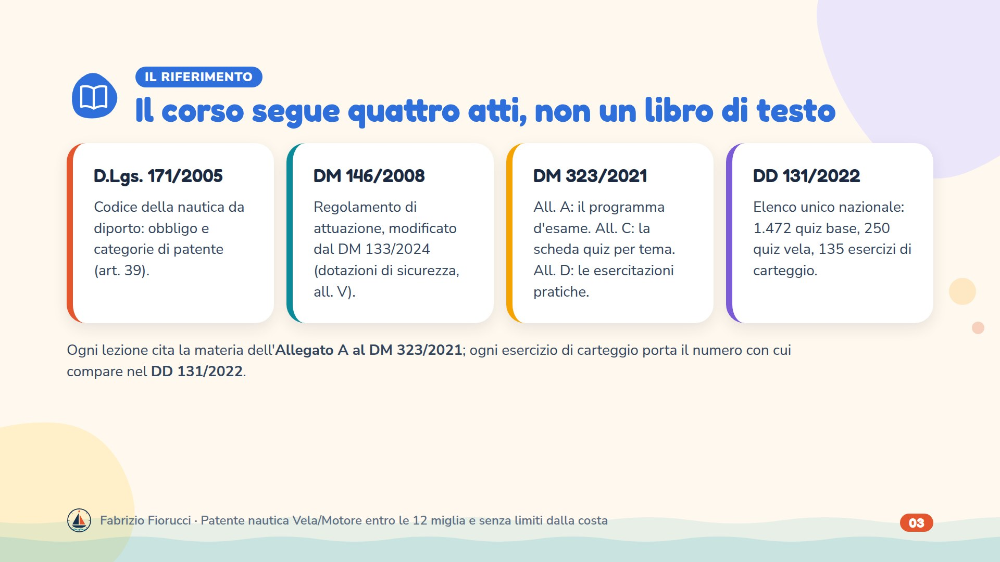 IL RIFERIMENTO
Il corso segue quattro atti, non un libro di testo
D.Lgs. 171/2005
Codice della nautica da
diporto: obbligo e
categorie di patente
(art. 39).
DM 146/2008
Regolamento di
attuazione, modificato
dal DM 133/2024
(dotazioni di sicurezza,
all. V).
DM 323/2021
All. A: il programma
d'esame. All. C: la
scheda quiz per tema.
All. D: le esercitazioni
pratiche.
DD 131/2022
Elenco unico nazionale:
1.472 quiz base, 250
quiz vela, 135 esercizi di
carteggio.
Ogni lezione cita la materia dell'Allegato A al DM 323/2021; ogni esercizio di carteggio porta il numero con cui
compare nel DD 131/2022.
Fabrizio Fiorucci · Patente nautica Vela/Motore entro le 12 miglia e senza limiti dalla costa
03